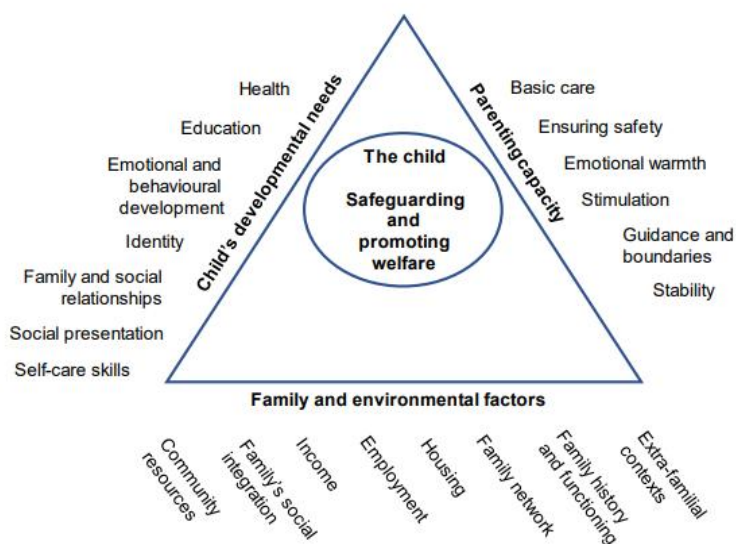 Health
Education
Emotional and
behavioural
development
Identity
Family and social
relationships
Social presentation
Self-care skills
Child's developmental needs
The child
Safeguarding
and
promoting
welfare
Parenting capacity
Basic care
Ensuring safety
Emotional warmth
Stimulation
Guidance and
boundaries
Stability
Family and environmental factors
Community
resources
Family's social
integration
Income
Employment
Housing
Family network
Family history
and functioning
Extra-familial
contexts